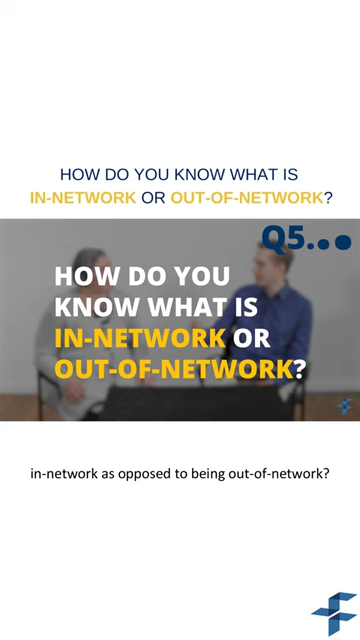 HOW DO YOU KNOW WHAT IS
IN-NETWORK OR OUT-OF-NETWORK?
Q5...
HOW DO YOU
KNOW WHAT IS
IN-NETWORK OR
OUT-OF-NETWORK?
in-network as opposed to being out-of-network?